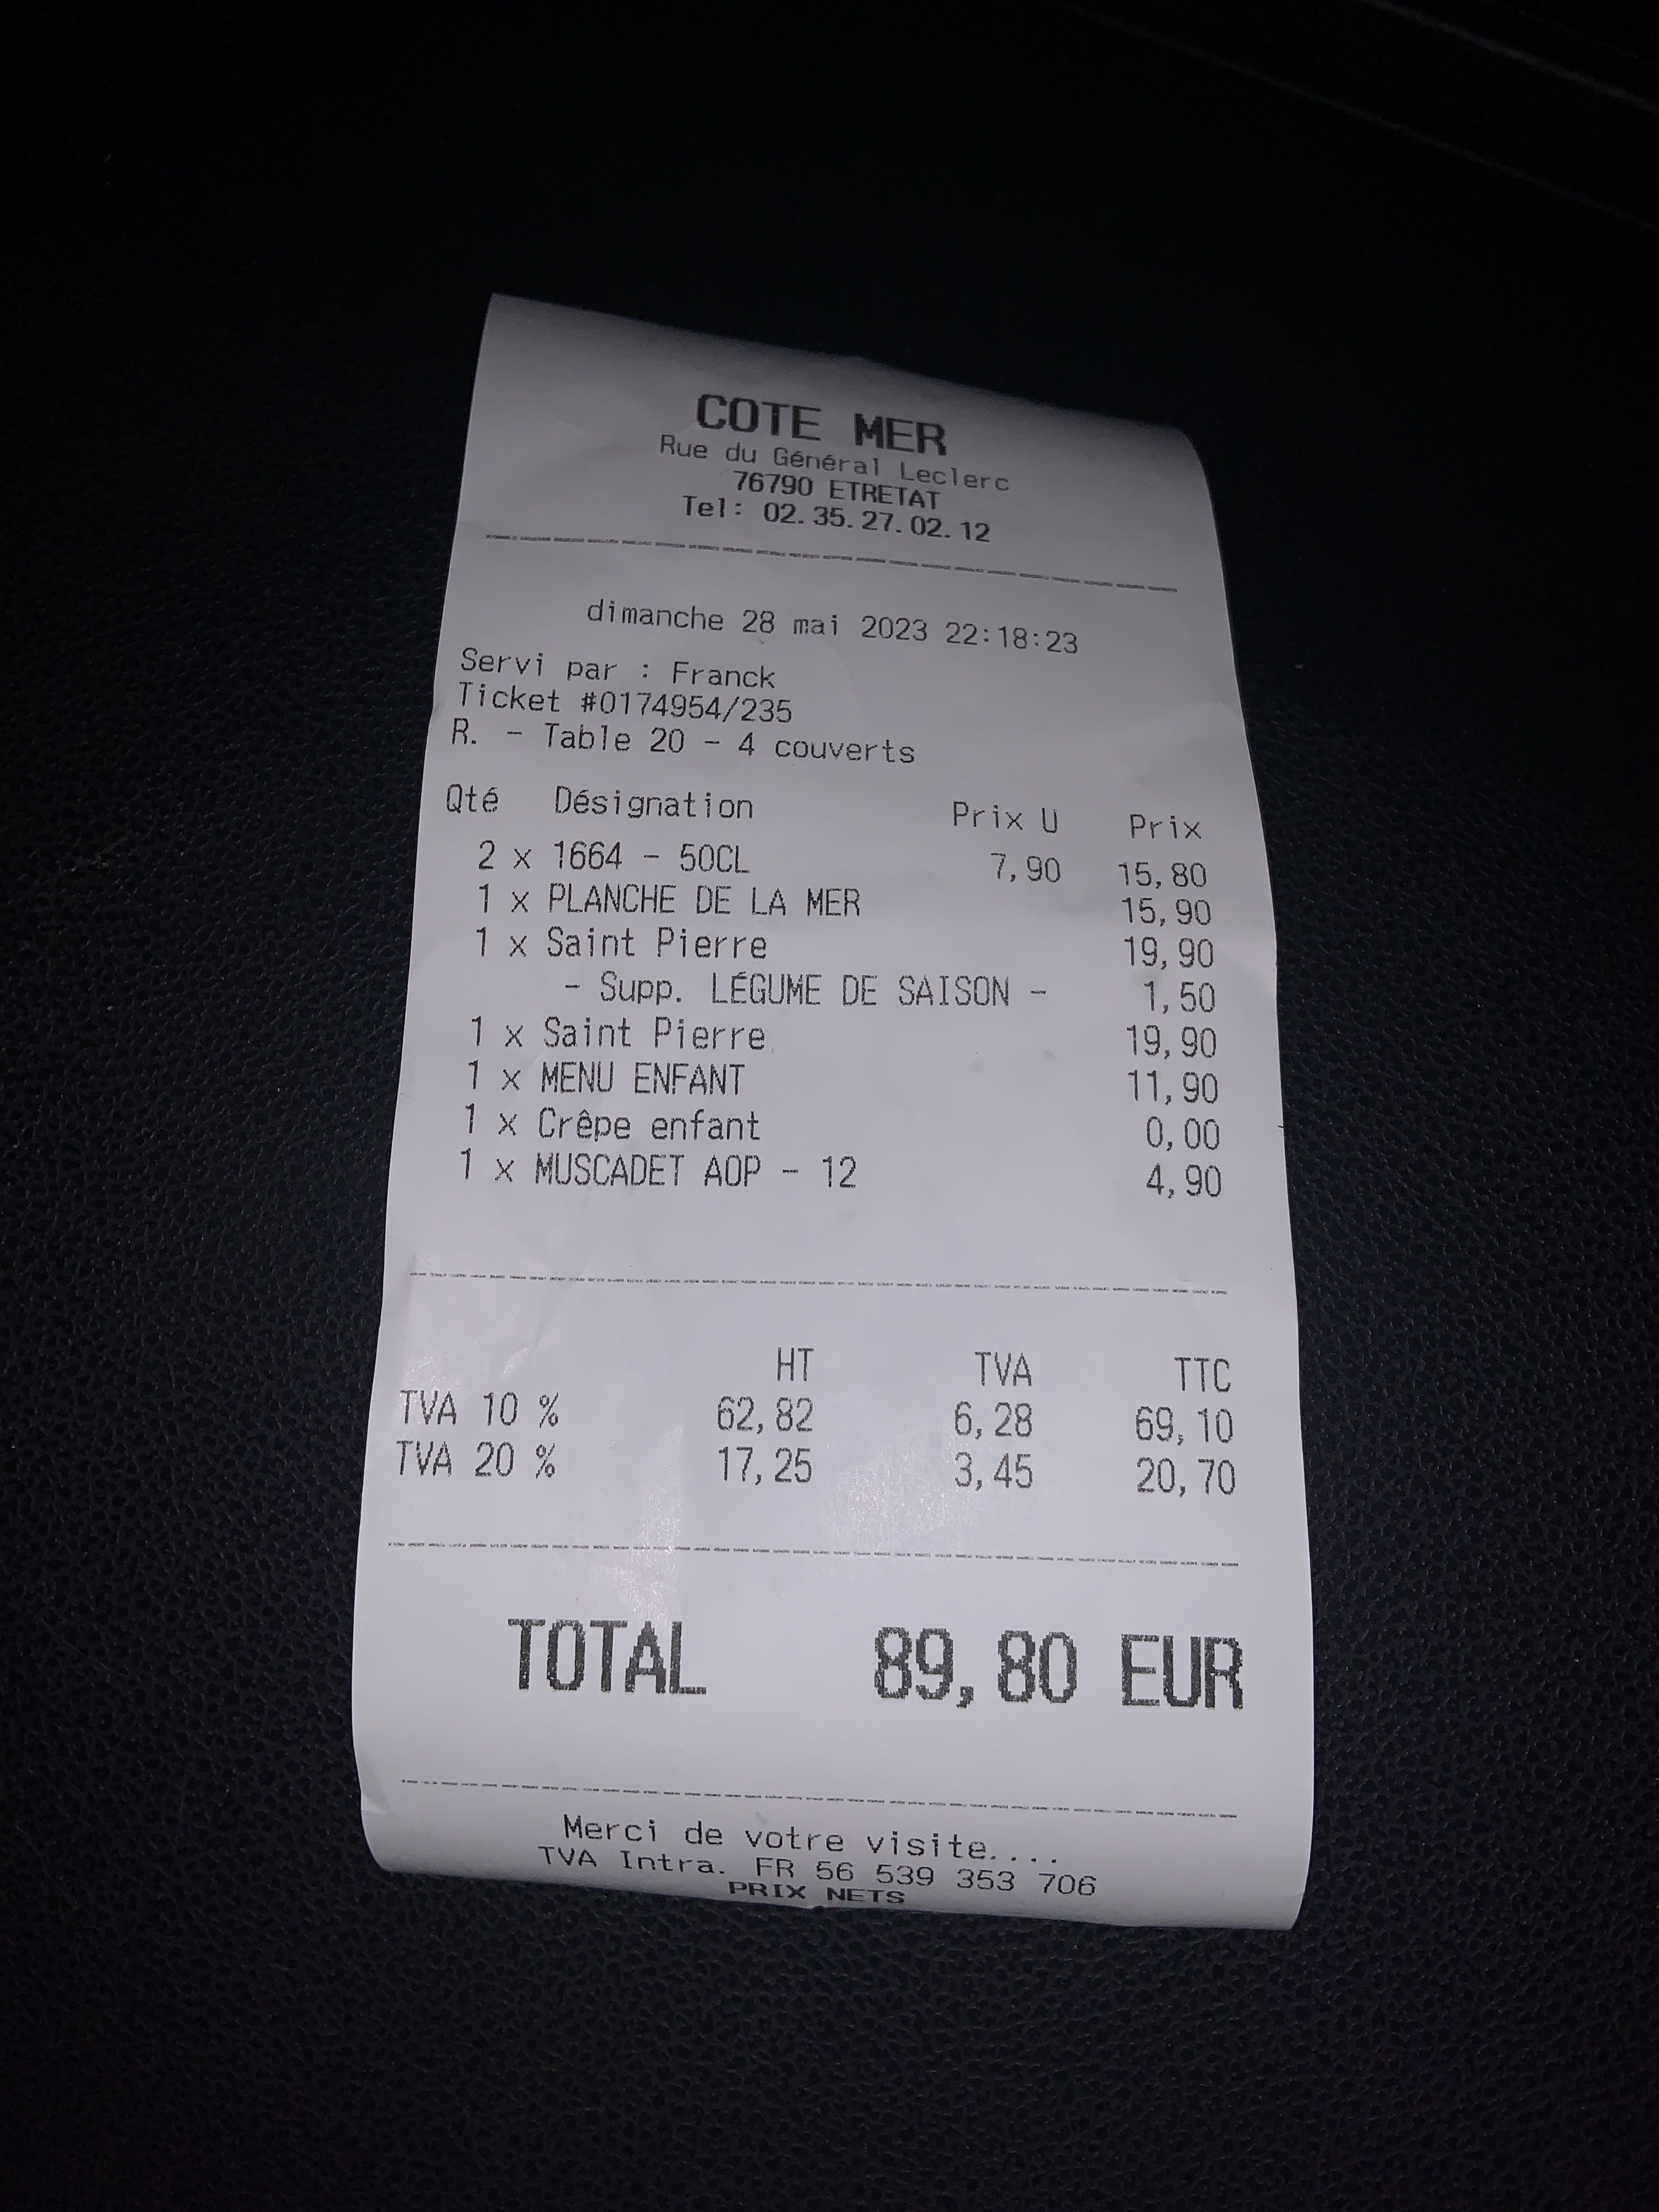 COTE MER
Rue du Général Leclerc
76790 ETRETAT
Tel: 02.35.27.02.12
dimanche 28 mai 2023 22:18:23
Servi par : Franck
Ticket #0174954/235
R. - Table 20 - 4 couverts
Qté Désignation Prix U Prix
2 x 1664 - 50CL 7,90 15,80
1 x PLANCHE DE LA MER 15,90
1 x Saint Pierre 19,90
- Supp. LÉGUME DE SAISON - 1,50
1 x Saint Pierre 19,90
1 x MENU ENFANT 11,90
1 x Crêpe enfant 0,00
1 x MUSCADET AOP - 12 4,90
HT TVA TTC
TVA 10 % 62,82 6,28 69,10
TVA 20 % 17,25 3,45 20,70
TOTAL 89,80 EUR
Merci de votre visite....
TVA Intra. FR 56 539 353 706
PRIX NETS